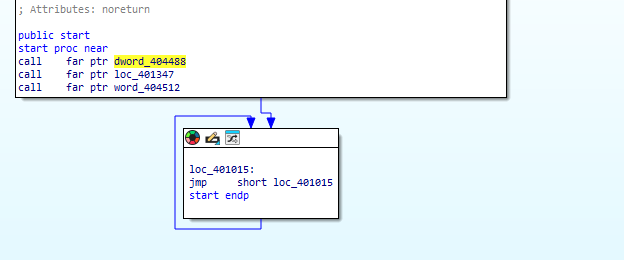 ; Attributes: noreturn
public start
start proc near
call    far ptr dword_404488
call    far ptr loc_401347
call    far ptr word_404512
loc_401015:
jmp     short loc_401015
start endp